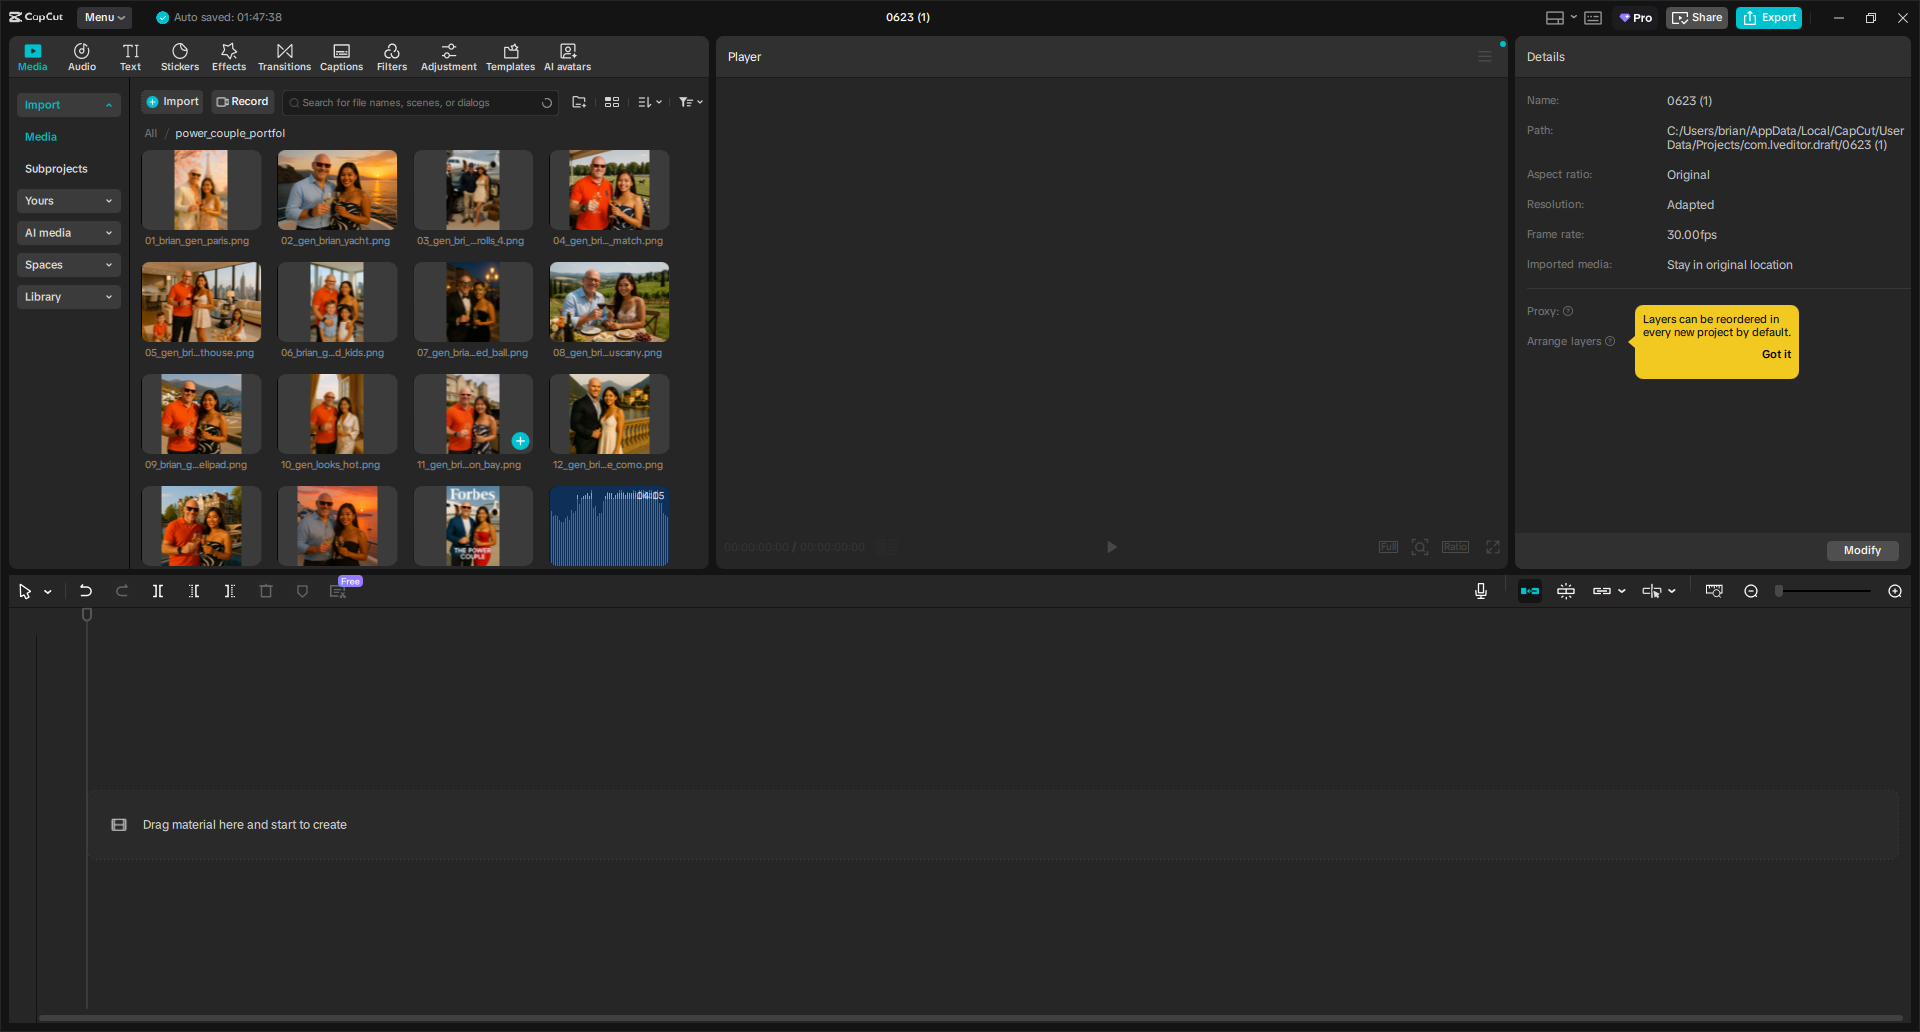 CapCut
Menu
Auto saved: 01:47:38
0623 (1)
Pro
Share
Export
Media
Audio
Text
Stickers
Effects
Transitions
Captions
Filters
Adjustment
Templates
AI avatars
Player
Details
Import
Media
Subprojects
Yours
AI media
Spaces
Library
Import
Record
Search for file names, scenes, or dialogs
All / power_couple_portfol
01_brian_gen_paris.png
02_gen_brian_yacht.png
03_gen_bri_...rolls_4.png
04_gen_bri..._match.png
05_gen_bri...thouse.png
06_brian_g...d_kids.png
07_gen_bria...ed_ball.png
08_gen_bri...uscany.png
09_brian_g...elipad.png
10_gen_looks_hot.png
11_gen_bri...on_bay.png
12_gen_bri...e_como.png
Forbes
THE POWER
COUPLE
04:05
00:00:00:00 / 00:00:00:00
Full
Ratio
Name: 0623 (1)
Path: C:/Users/brian/AppData/Local/CapCut/User
Data/Projects/com.lveditor.draft/0623 (1)
Aspect ratio: Original
Resolution: Adapted
Frame rate: 30.00fps
Imported media: Stay in original location
Proxy:
Arrange layers
Layers can be reordered in
every new project by default.
Got it
Modify
Free
Drag material here and start to create